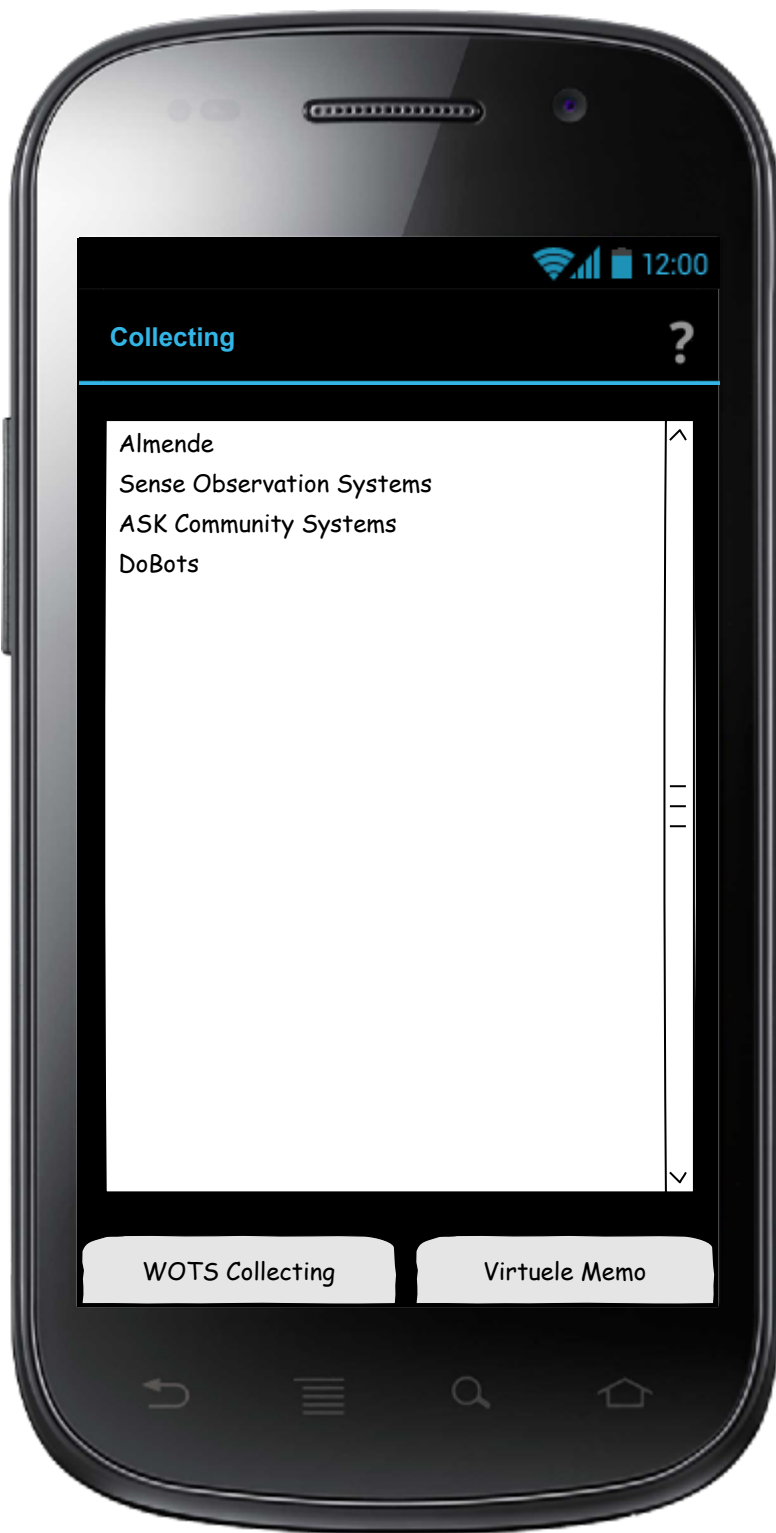 12:00
Collecting
?
Almende
Sense Observation Systems
ASK Community Systems
DoBots
WOTS Collecting
Virtuele Memo